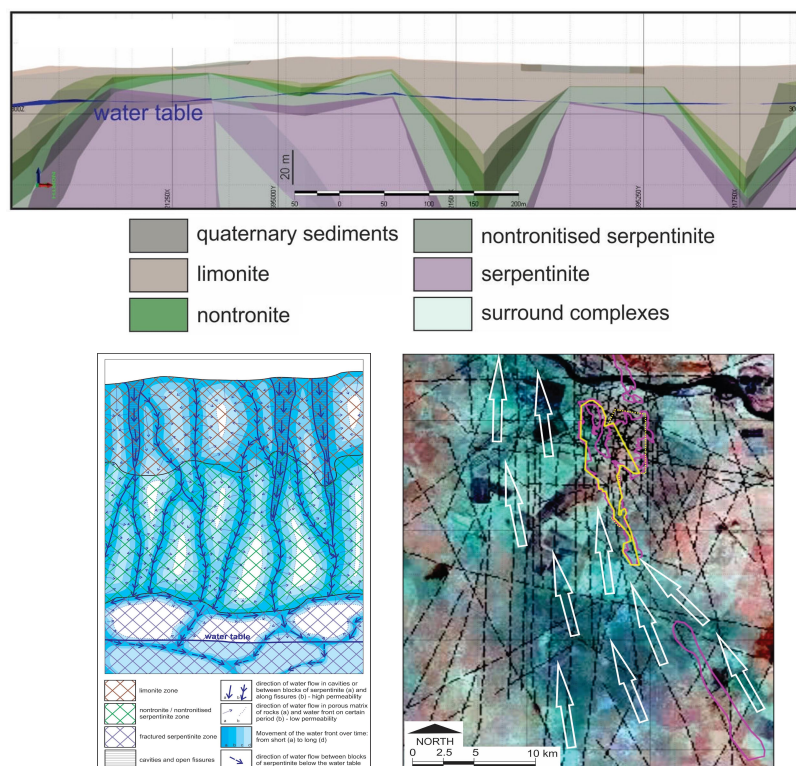 water table
20 m
50 0 50 100 150 200m
quaternary sediments
limonite
nontronite
nontronitised serpentinite
serpentinite
surround complexes
water table
limonite zone
nontronite / nontronitised
serpentinite zone
fractured serpentinite zone
cavities and open fissures
direction of water flow in cavities or
between blocks of serpentinite (a) and
along fissures (b) - high permeability
direction of water flow in porous matrix
of rocks (a) and water front on certain
period (b) - low permeability
Movement of the water front over time:
from short (a) to long (d)
direction of water flow between blocks
of serpentinite below the water table
NORTH
0 2.5 5 10 km